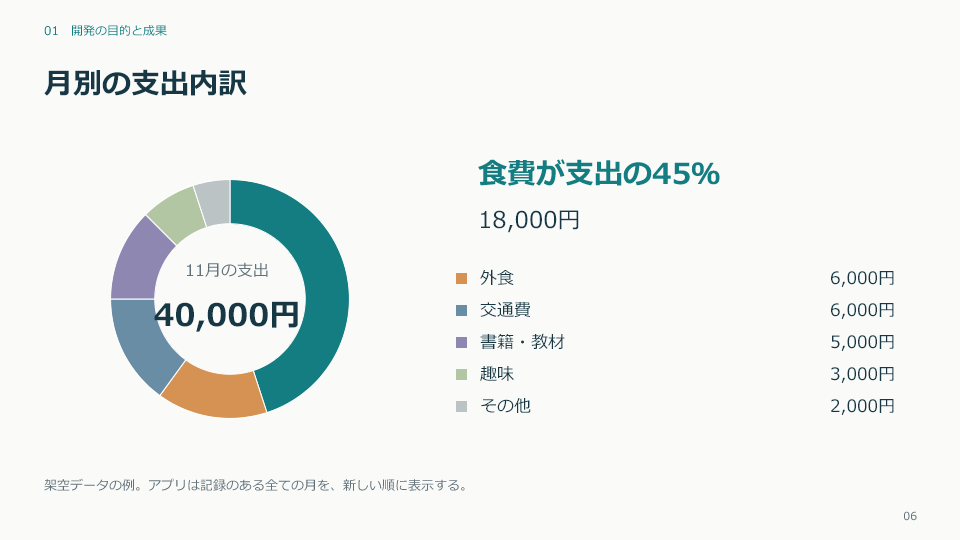 01 開発の目的と成果
月別の支出内訳
11月の支出
40,000円
食費が支出の45%
18,000円
外食 6,000円
交通費 6,000円
書籍・教材 5,000円
趣味 3,000円
その他 2,000円
架空データの例。アプリは記録のある全ての月を、新しい順に表示する。
06